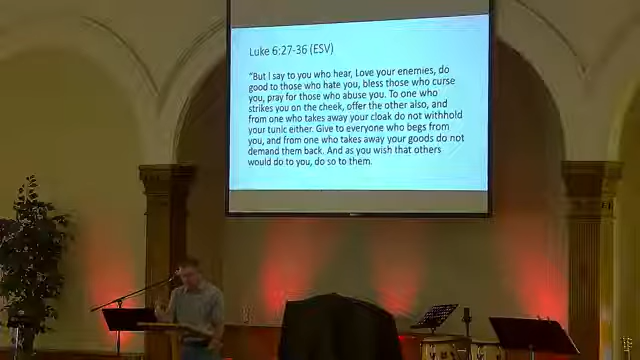 Luke 6:27-36 (ESV)
“But I say to you who hear, Love your enemies, do
good to those who hate you, bless those who curse
you, pray for those who abuse you. To one who
strikes you on the cheek, offer the other also, and
from one who takes away your cloak do not withhold
your tunic either. Give to everyone who begs from
you, and from one who takes away your goods do not
demand them back. And as you wish that others
would do to you, do so to them.